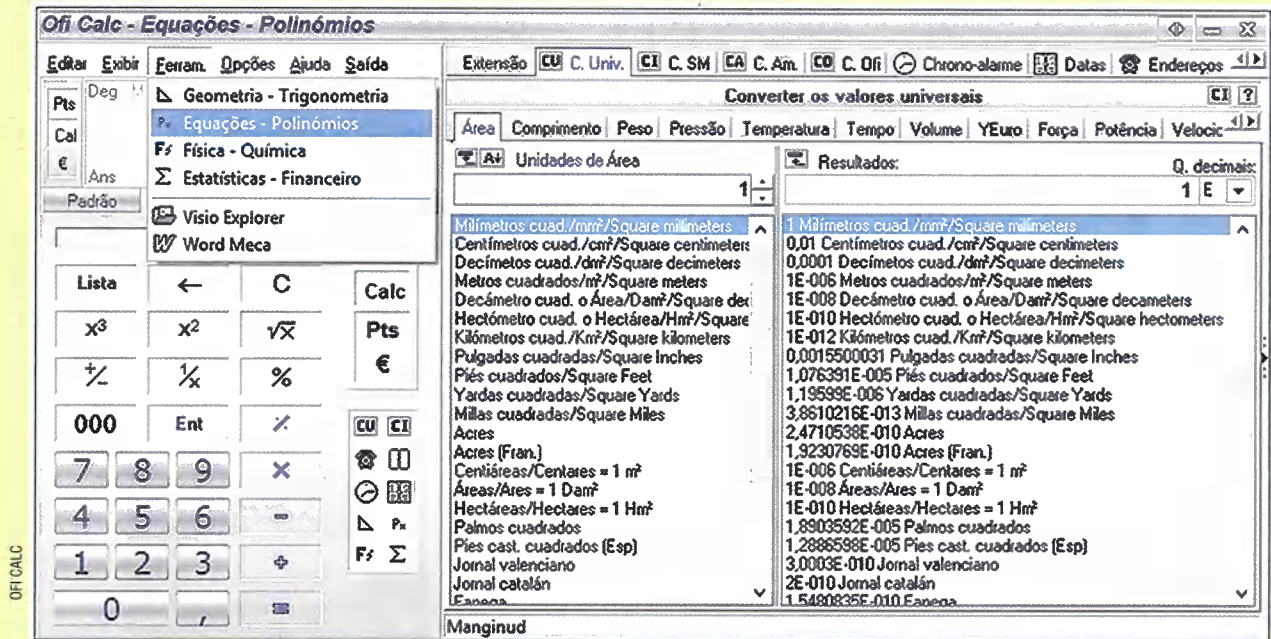 Ofi Calc - Equações - Polinómios
Editar Exibir Ferram. Opções Ajuda Saída
Pts
Cal
€
Deg
Ans
Padrão
Geometria - Trigonometria
Px Equações - Polinómios
Física - Química
Σ Estatísticas - Financeiro
Visio Explorer
W Word Meca
Lista ← C
x³ x² √x
+/- 1/x %
000 Ent
7 8 9 ×
4 5 6 -
1 2 3 +
0 , =
Calc
Pts
€
CU CI
Px
Σ
Extensão CU C. Univ. CI C. SM CA C. Am. CO C. Ofi Chrono-alarme Datas Endereços
Converter os valores universais CI ?
Área Comprimento Peso Pressão Temperatura Tempo Volume YEuro Força Potência Velocic
Unidades de Área
1
Milímetros cuad./mm²/Square milimeters
Centímetros cuad./cm²/Square centimeters
Decímetos cuad./dm²/Square decimeters
Metros cuadrados/m²/Square meters
Decámetro cuad. o Área/Dam²/Square dec
Hectómetro cuad. o Hectárea/Hm²/Square
Kilómetros cuad./Km²/Square kilometers
Pulgadas cuadradas/Square Inches
Piés cuadrados/Square Feet
Yardas cuadradas/Square Yards
Millas cuadradas/Square Miles
Acres
Acres (Fran.)
Centiáreas/Centares = 1 m²
Áreas/Ares = 1 Dam²
Hectáreas/Hectares = 1 Hm²
Palmos cuadrados
Pies cast. cuadrados (Esp)
Jornal valenciano
Jornal catalán
Fanega
Resultados: Q. decimais:
1 E
1 Milímetros cuad./mm²/Square milimeters
0,01 Centímetros cuad./cm²/Square centimeters
0,0001 Decímetos cuad./dm²/Square decimeters
1E-006 Metros cuadrados/m²/Square meters
1E-008 Decámetro cuad. o Área/Dam²/Square decameters
1E-010 Hectómetro cuad. o Hectárea/Hm²/Square hectometers
1E-012 Kilómetros cuad./Km²/Square kilometers
0,0015500031 Pulgadas cuadradas/Square Inches
1,076391E-005 Piés cuadrados/Square Feet
1,19599E-006 Yardas cuadradas/Square Yards
3,8610216E-013 Millas cuadradas/Square Miles
2,4710538E-010 Acres
1,9230769E-010 Acres (Fran.)
1E-006 Centiáreas/Centares = 1 m²
1E-008 Áreas/Ares = 1 Dam²
1E-010 Hectáreas/Hectares = 1 Hm²
1,8903592E-005 Palmos cuadrados
1,2886598E-005 Pies cast. cuadrados (Esp)
3,0003E-010 Jornal valenciano
2E-010 Jornal catalán
1,5480835E-010 Fanega
Manginud
OFI CALC